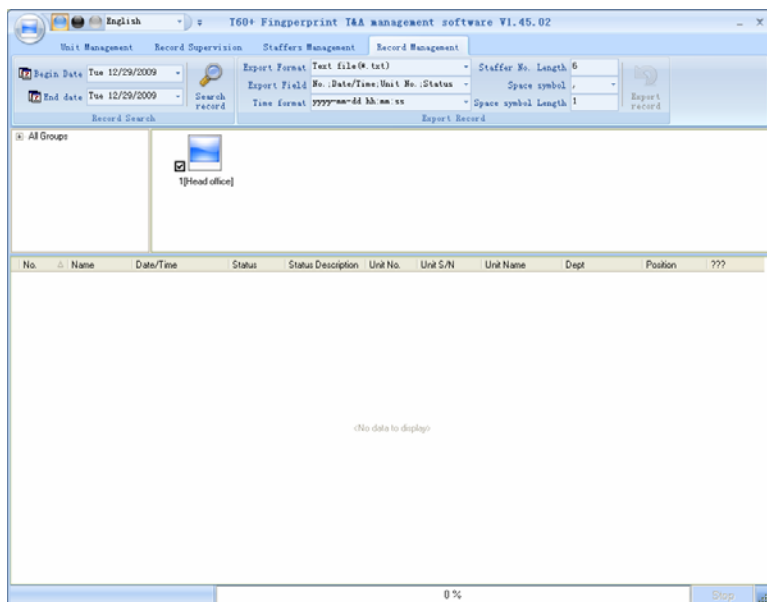 English
T60+ Fingperprint T&A management software V1.45.02
Unit Management Record Supervision Staffers Management Record Management
Begin Date Tue 12/29/2009
End date Tue 12/29/2009
Search record
Record Search
Export Format Text file(*.txt) Staffer No. Length 6
Export Field No.;Date/Time;Unit No.;Status Space symbol ,
Time format yyyy-mm-dd hh:mm:ss Space symbol Length 1
Export record
Export Record
All Groups
1[Head office]
No. Name Date/Time Status Status Description Unit No. Unit S/N Unit Name Dept Position ???
<No data to display>
0 %
Stop